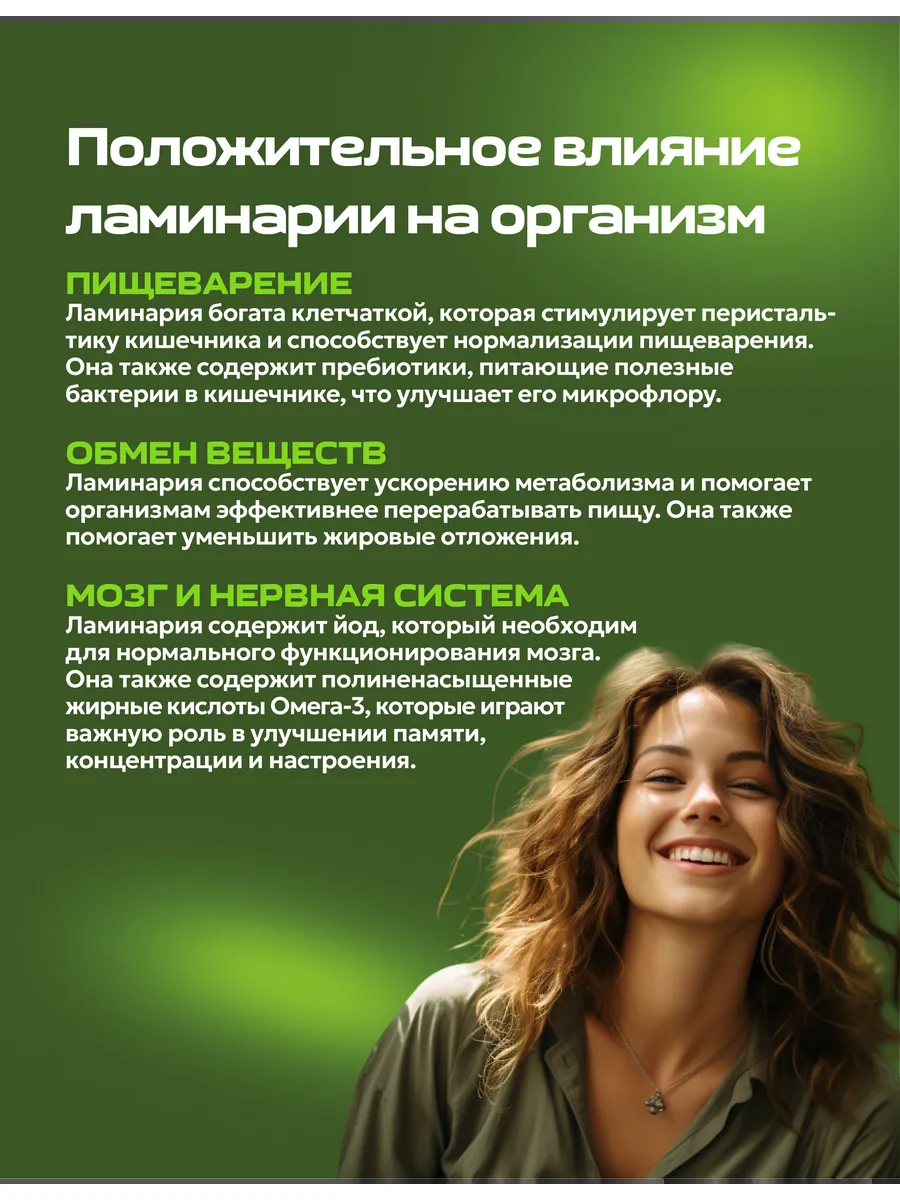 Положительное влияние
ламинарии на организм
ПИЩЕВАРЕНИЕ
Ламинария богата клетчаткой, которая стимулирует перисталь-
тику кишечника и способствует нормализации пищеварения.
Она также содержит пребиотики, питающие полезные
бактерии в кишечнике, что улучшает его микрофлору.
ОБМЕН ВЕЩЕСТВ
Ламинария способствует ускорению метаболизма и помогает
организмам эффективнее перерабатывать пищу. Она также
помогает уменьшить жировые отложения.
МОЗГ И НЕРВНАЯ СИСТЕМА
Ламинария содержит йод, который необходим
для нормального функционирования мозга.
Она также содержит полиненасыщенные
жирные кислоты Омега-3, которые играют
важную роль в улучшении памяти,
концентрации и настроения.